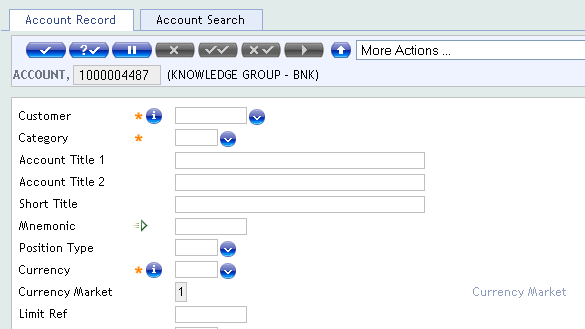 Account Record Account Search
More Actions ...
ACCOUNT, 1000004487 (KNOWLEDGE GROUP - BNK)
Customer *
Category *
Account Title 1
Account Title 2
Short Title
Mnemonic
Position Type
Currency *
Currency Market 1 Currency Market
Limit Ref